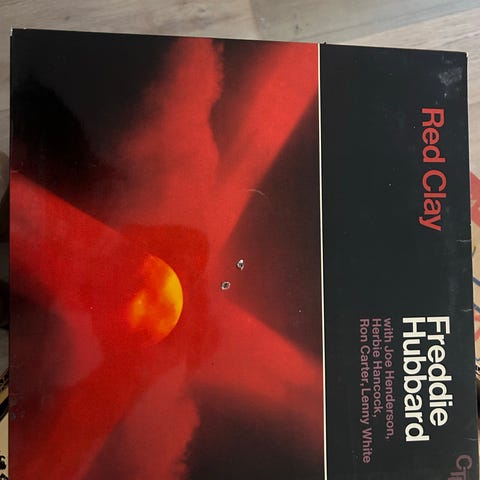 Red Clay
Freddie
Hubbard
with Joe Henderson,
Herbie Hancock,
Ron Carter, Lenny White